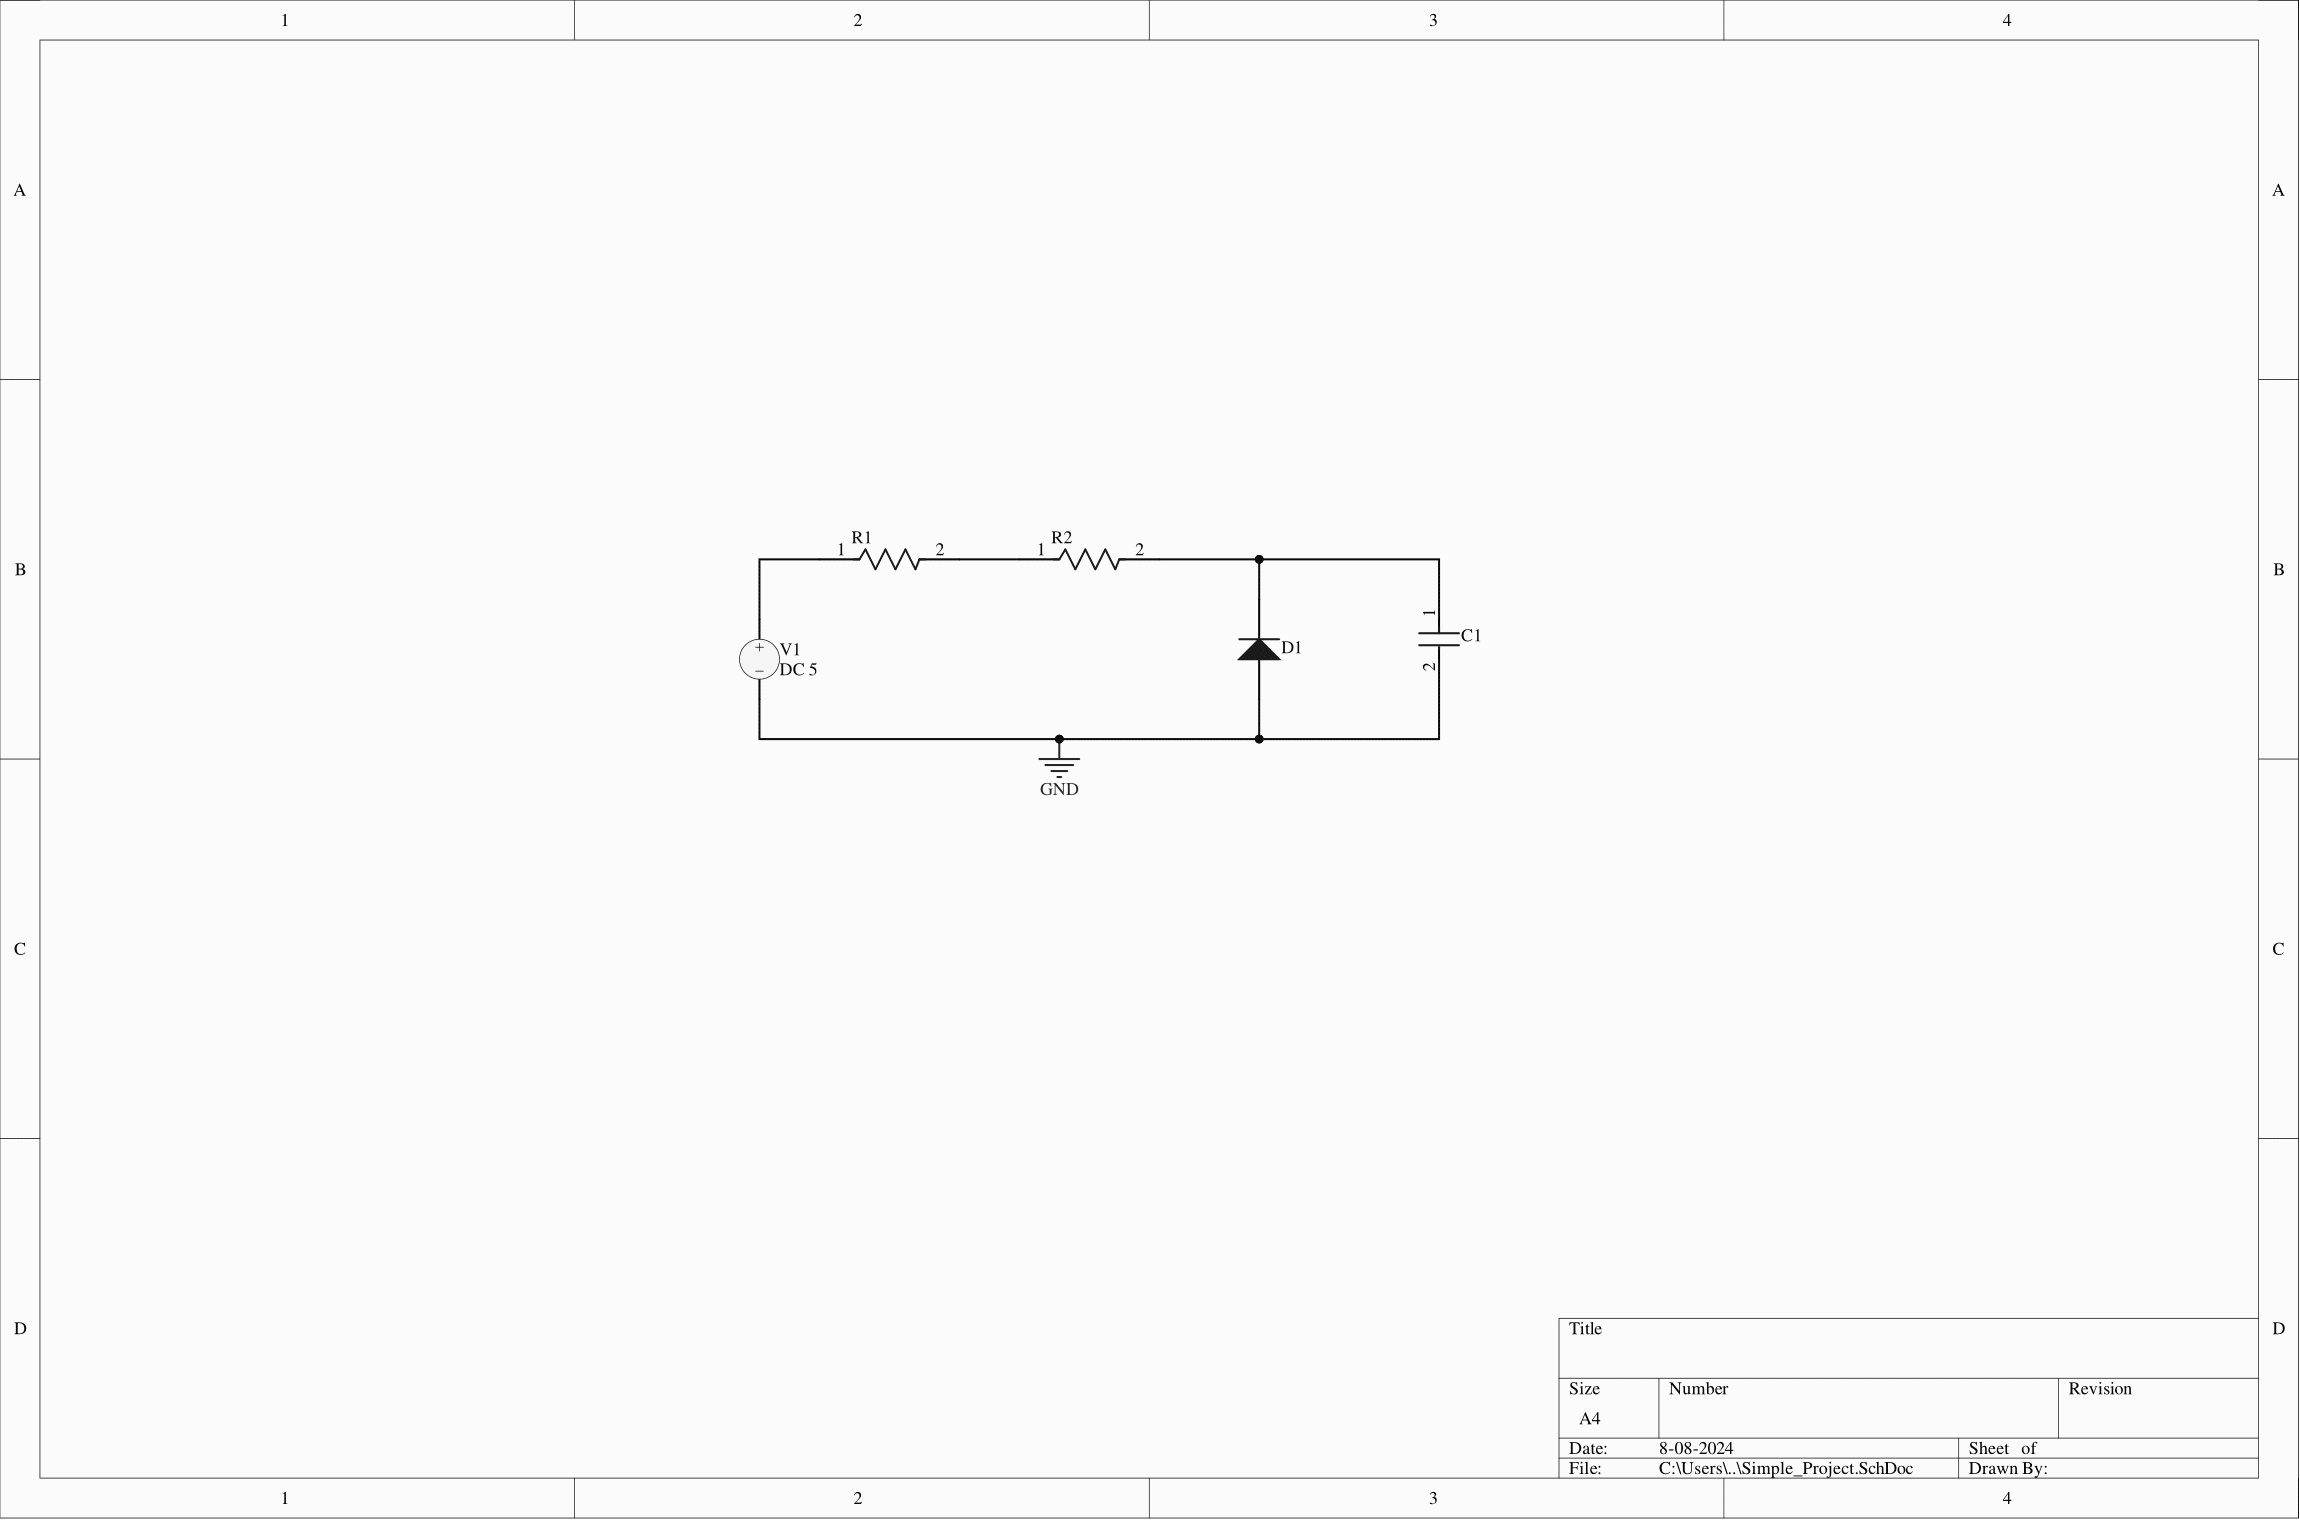 1 2 3 4
A A
R1 R2
1 2 1 2
B B
1
C1
V1 D1
DC 5 2
GND
C C
D D
Title
Size Number Revision
A4
Date: 8-08-2024 Sheet of
File: C:\Users\..\Simple_Project.SchDoc Drawn By:
1 2 3 4